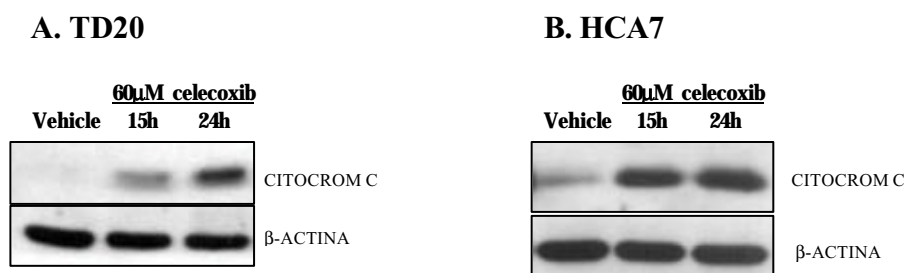 A. TD20
60µM celecoxib
Vehicle 15h 24h
CITOCROM C
β-ACTINA
B. HCA7
60µM celecoxib
Vehicle 15h 24h
CITOCROM C
β-ACTINA